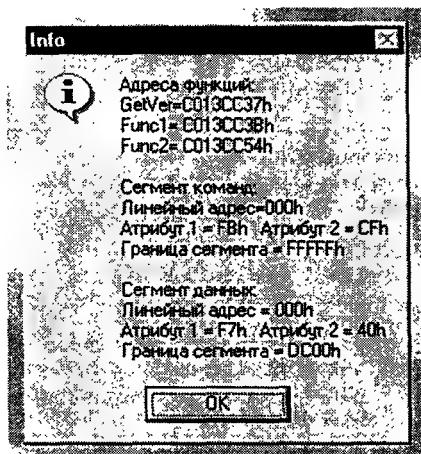 Info
Адреса функций:
GetVer=C013CC37h
Func1= C013CC3Bh
Func2= C013CC54h
Сегмент команд:
Линейный адрес=000h
Атрибут 1 = FBh Атрибут 2 = CFh
Граница сегмента = FFFFFh
Сегмент данных:
Линейный адрес = 000h
Атрибут 1 = F7h Атрибут 2 = 40h
Граница сегмента = DC00h
OK